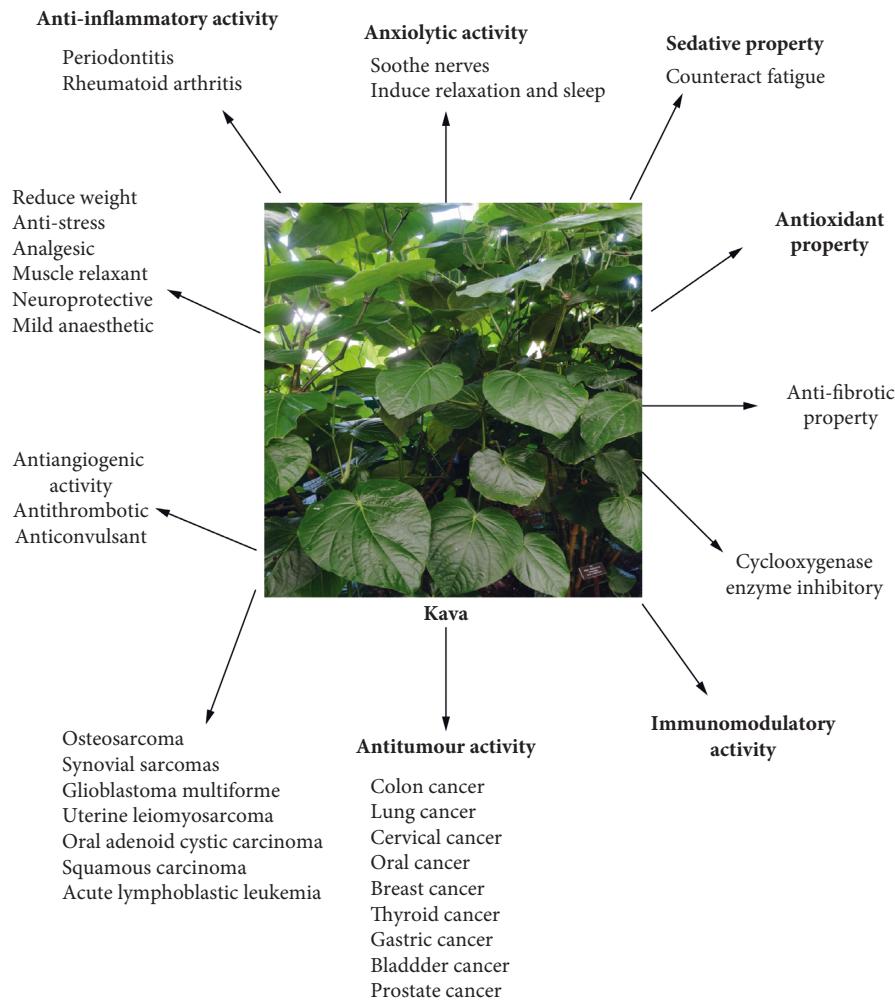 Anti-inflammatory activity
Periodontitis
Rheumatoid arthritis
Anxiolytic activity
Soothe nerves
Induce relaxation and sleep
Sedative property
Counteract fatigue
Reduce weight
Anti-stress
Analgesic
Muscle relaxant
Neuroprotective
Mild anaesthetic
Antioxidant
property
Anti-fibrotic
property
Antiangiogenic
activity
Antithrombotic
Anticonvulsant
Cyclooxygenase
enzyme inhibitory
Kava
Immunomodulatory
activity
Osteosarcoma
Synovial sarcomas
Glioblastoma multiforme
Uterine leiomyosarcoma
Oral adenoid cystic carcinoma
Squamous carcinoma
Acute lymphoblastic leukemia
Antitumour activity
Colon cancer
Lung cancer
Cervical cancer
Oral cancer
Breast cancer
Thyroid cancer
Gastric cancer
Bladdder cancer
Prostate cancer